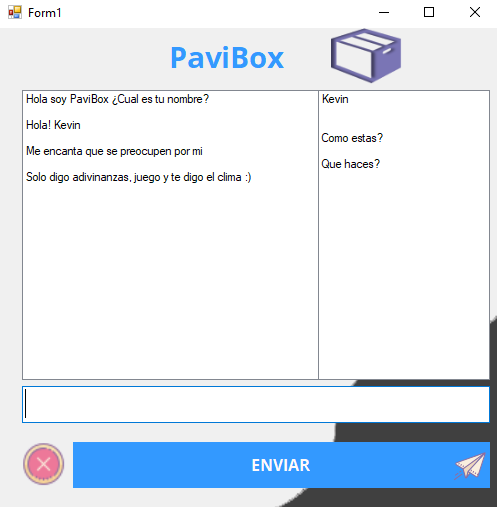 Form1
PaviBox
Hola soy PaviBox ¿Cual es tu nombre?
Kevin
Hola! Kevin
Como estas?
Me encanta que se preocupen por mi
Que haces?
Solo digo adivinanzas, juego y te digo el clima :)
ENVIAR